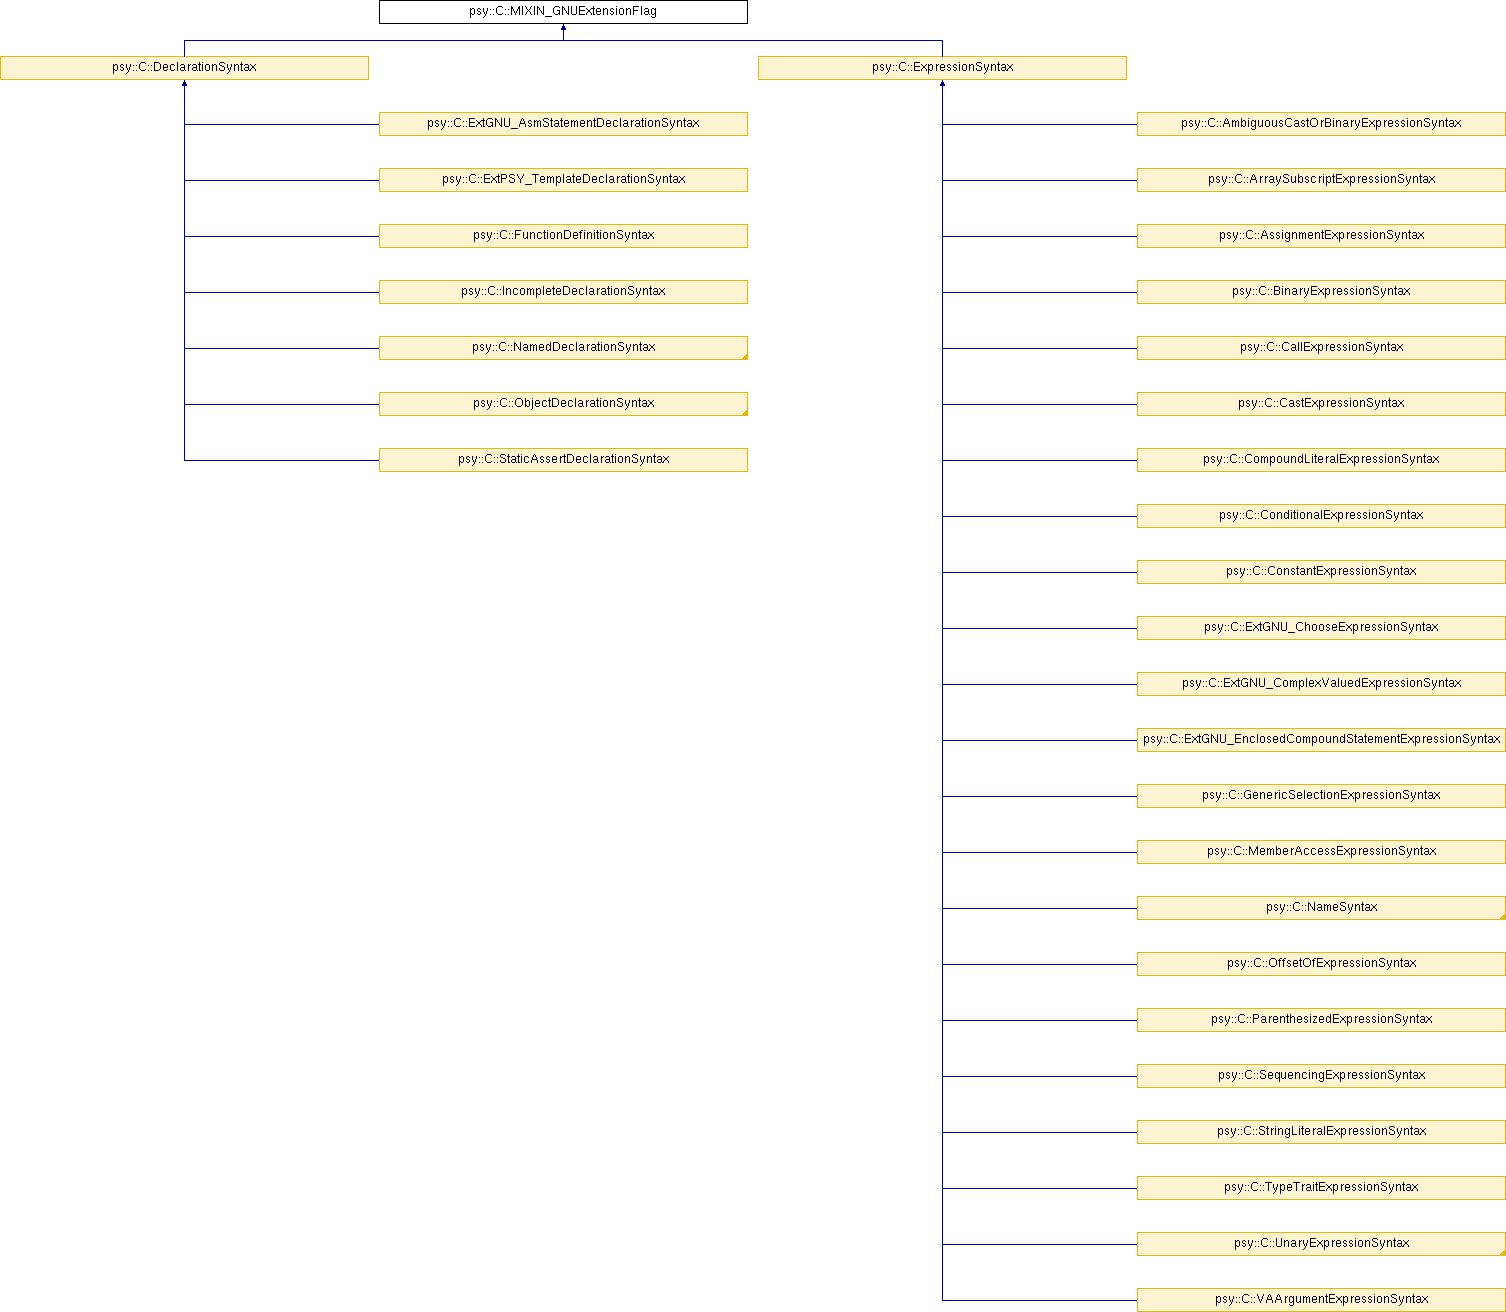 psy::C::MIXIN_GNUExtensionFlag
psy::C::DeclarationSyntax
psy::C::ExpressionSyntax
psy::C::ExtGNU_AsmStatementDeclarationSyntax
psy::C::AmbiguousCastOrBinaryExpressionSyntax
psy::C::ExtPSY_TemplateDeclarationSyntax
psy::C::ArraySubscriptExpressionSyntax
psy::C::FunctionDefinitionSyntax
psy::C::AssignmentExpressionSyntax
psy::C::IncompleteDeclarationSyntax
psy::C::BinaryExpressionSyntax
psy::C::NamedDeclarationSyntax
psy::C::CallExpressionSyntax
psy::C::ObjectDeclarationSyntax
psy::C::CastExpressionSyntax
psy::C::StaticAssertDeclarationSyntax
psy::C::CompoundLiteralExpressionSyntax
psy::C::ConditionalExpressionSyntax
psy::C::ConstantExpressionSyntax
psy::C::ExtGNU_ChooseExpressionSyntax
psy::C::ExtGNU_ComplexValuedExpressionSyntax
psy::C::ExtGNU_EnclosedCompoundStatementExpressionSyntax
psy::C::GenericSelectionExpressionSyntax
psy::C::MemberAccessExpressionSyntax
psy::C::NameSyntax
psy::C::OffsetOfExpressionSyntax
psy::C::ParenthesizedExpressionSyntax
psy::C::SequencingExpressionSyntax
psy::C::StringLiteralExpressionSyntax
psy::C::TypeTraitExpressionSyntax
psy::C::UnaryExpressionSyntax
psy::C::VAArgumentExpressionSyntax